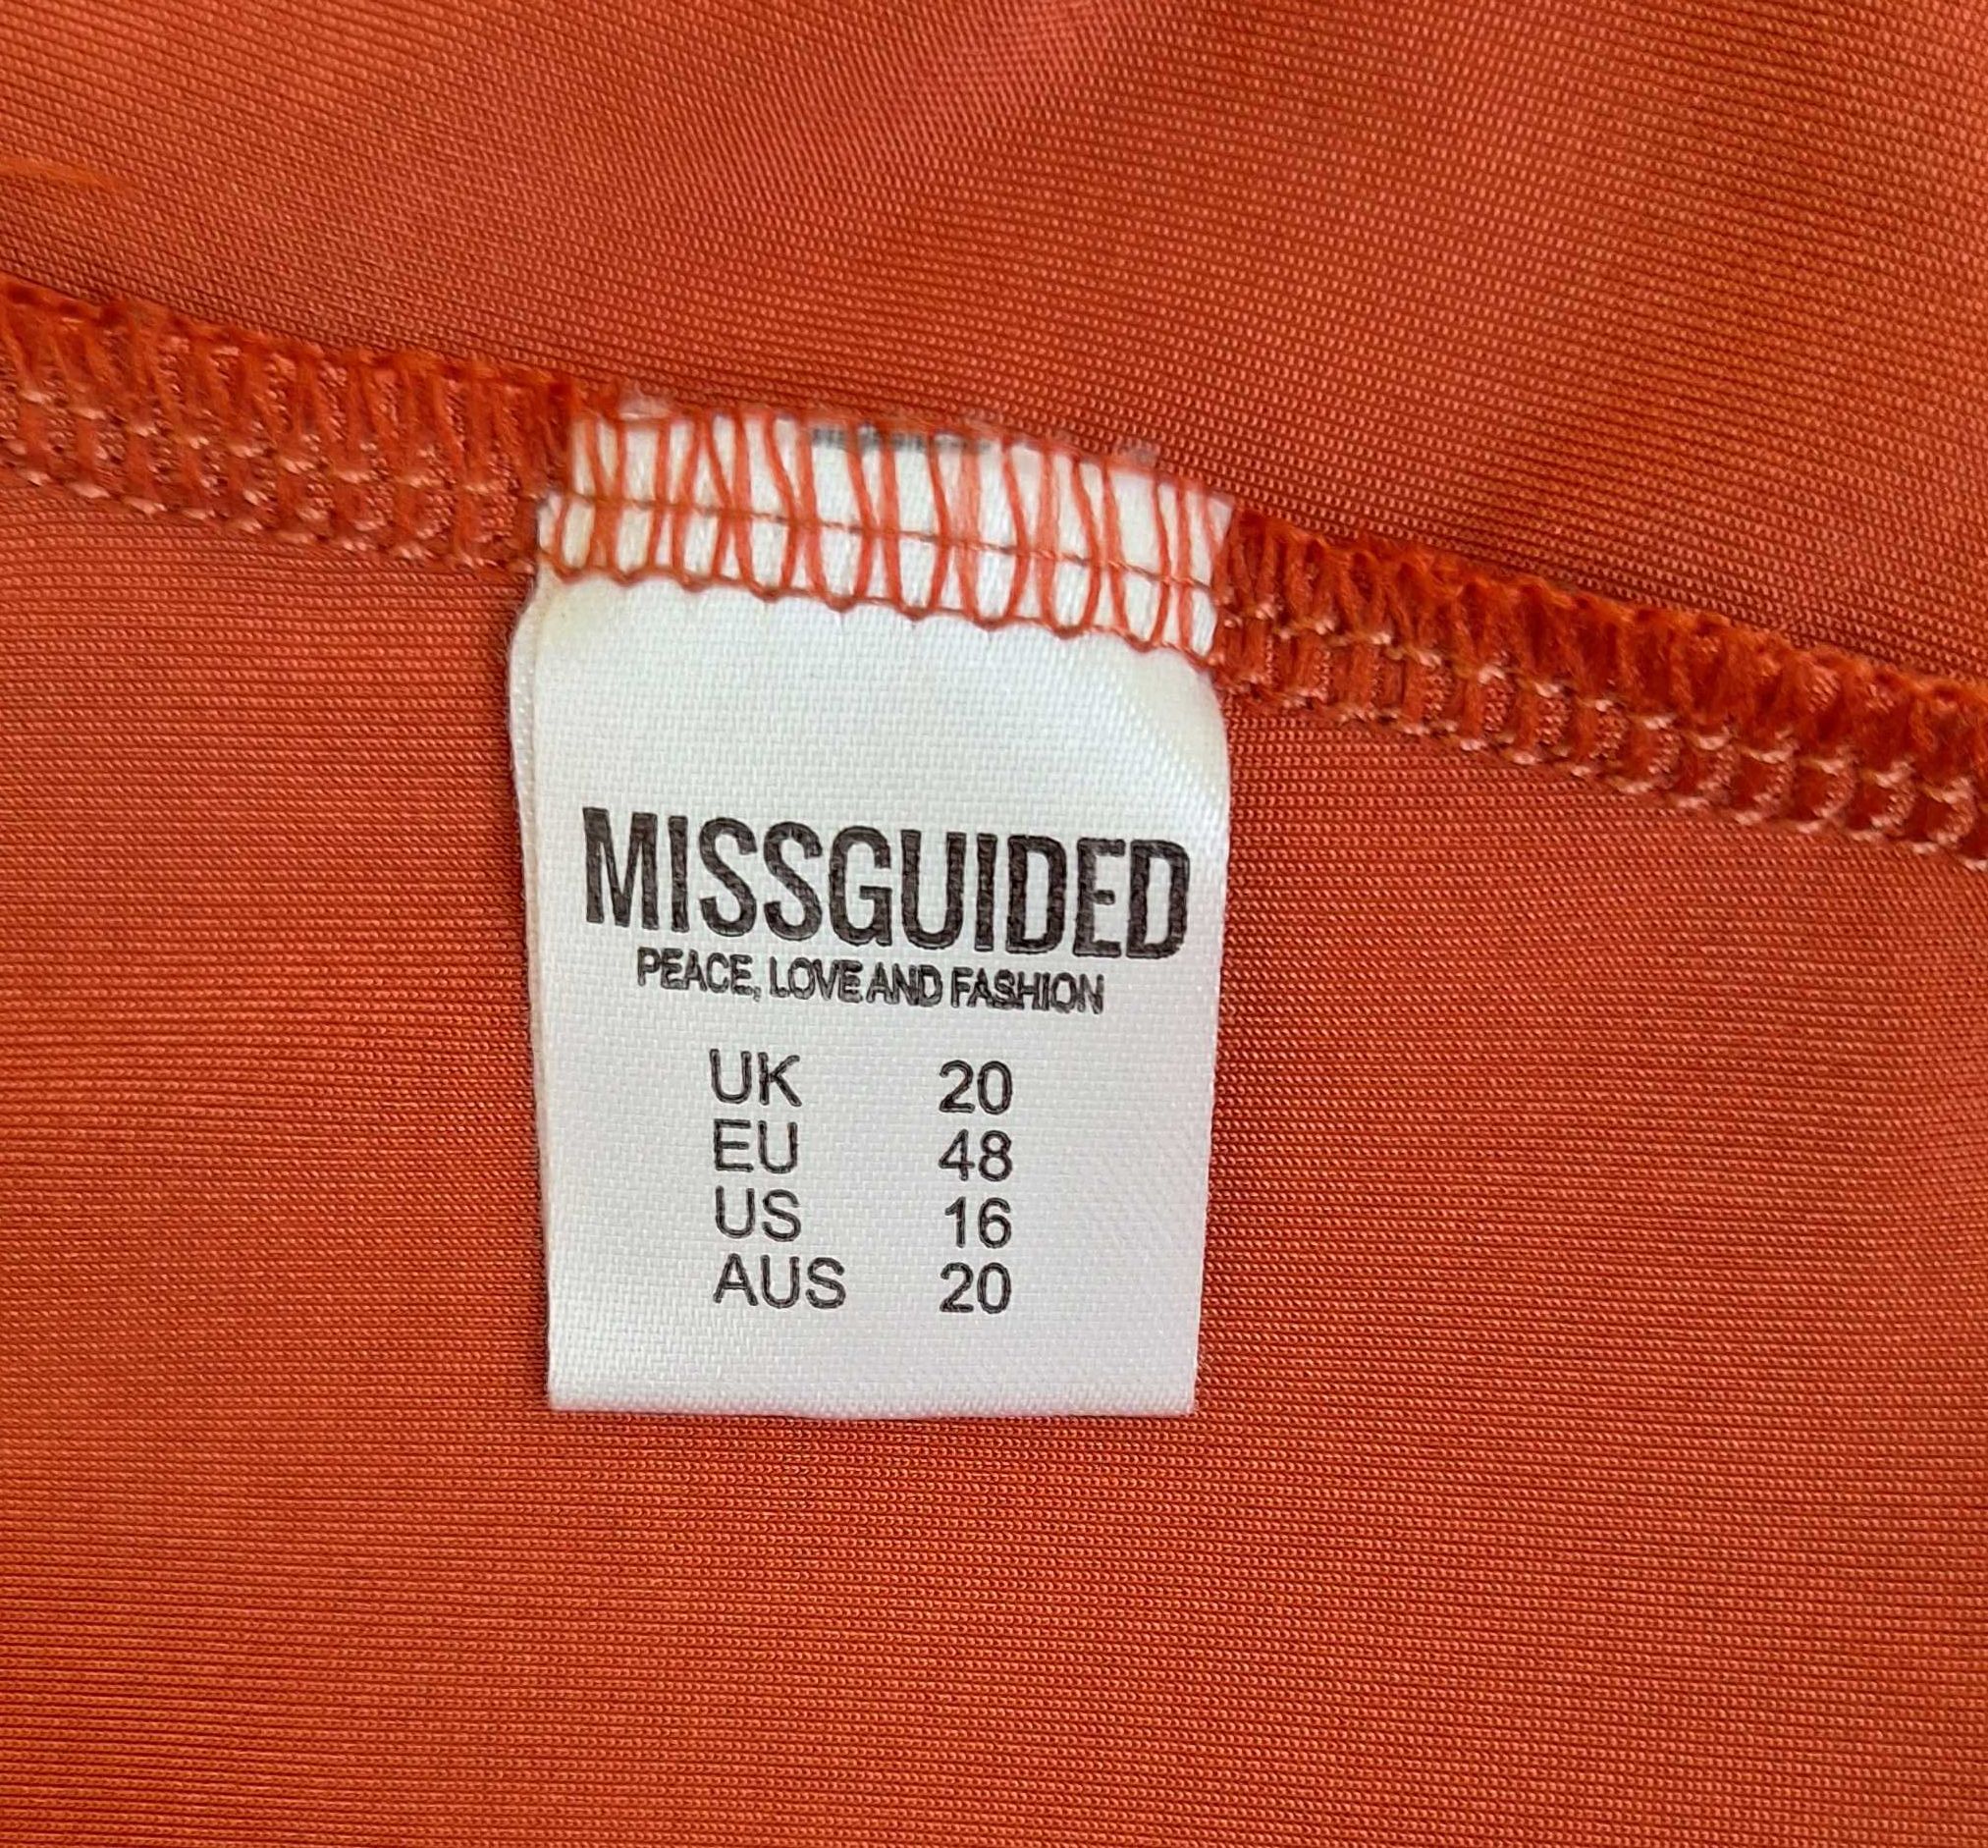 MISSGUIDED
PEACE, LOVE AND FASHION
UK 20
EU 48
US 16
AUS 20